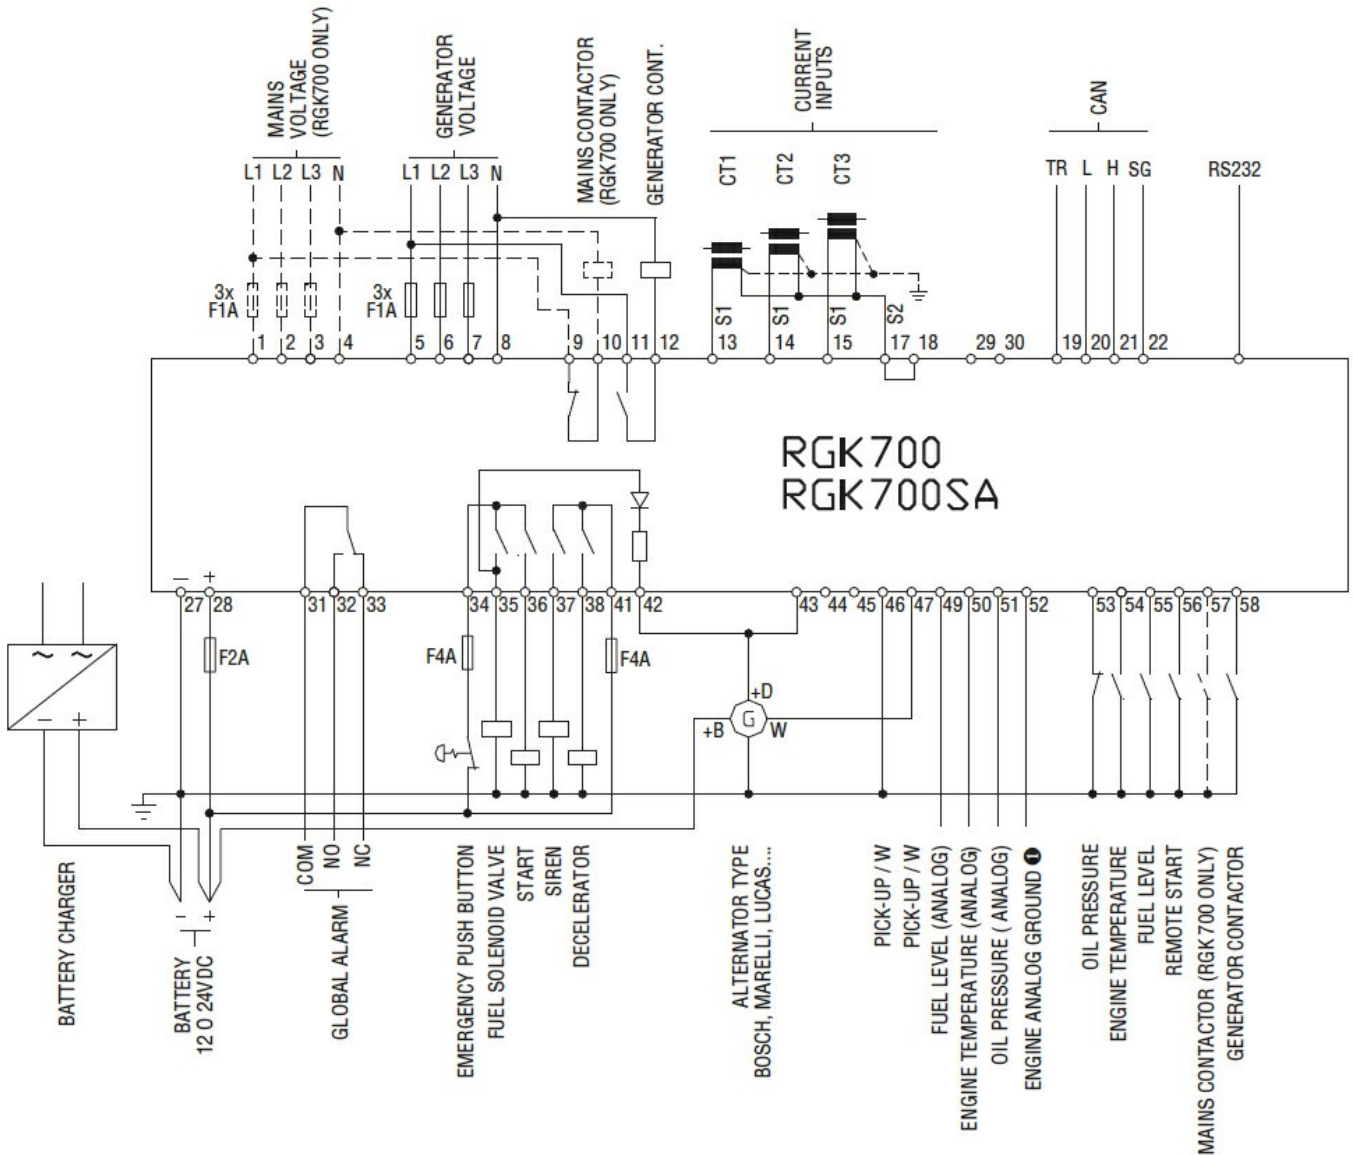 MAINS
VOLTAGE
(RGK700 ONLY)
GENERATOR
VOLTAGE
MAINS CONTACTOR
(RGK700 ONLY)
GENERATOR CONT.
CURRENT
INPUTS
CAN
CT1
CT2
CT3
L1 L2 L3 N
L1 L2 L3 N
TR L H SG
RS232
3x
F1A
3x
F1A
S1
S1
S1
S2
1 2 3 4 5 6 7 8 9 10 11 12 13 14 15 17 18 29 30 19 20 21 22
RGK700
RGK700SA
— +
27 28 31 32 33 34 35 36 37 38 41 42 43 44 45 46 47 49 50 51 52 53 54 55 56 57 58
~ ~
− +
F2A
F4A
F4A
+D
+B
G
W
COM
NO
NC
- +
BATTERY CHARGER
BATTERY
12 O 24VDC
GLOBAL ALARM
EMERGENCY PUSH BUTTON
FUEL SOLENOID VALVE
START
SIREN
DECELERATOR
ALTERNATOR TYPE
BOSCH, MARELLI, LUCAS....
PICK-UP / W
PICK-UP / W
FUEL LEVEL (ANALOG)
ENGINE TEMPERATURE (ANALOG)
OIL PRESSURE ( ANALOG)
ENGINE ANALOG GROUND ❶
OIL PRESSURE
ENGINE TEMPERATURE
FUEL LEVEL
REMOTE START
MAINS CONTACTOR (RGK 700 ONLY)
GENERATOR CONTACTOR